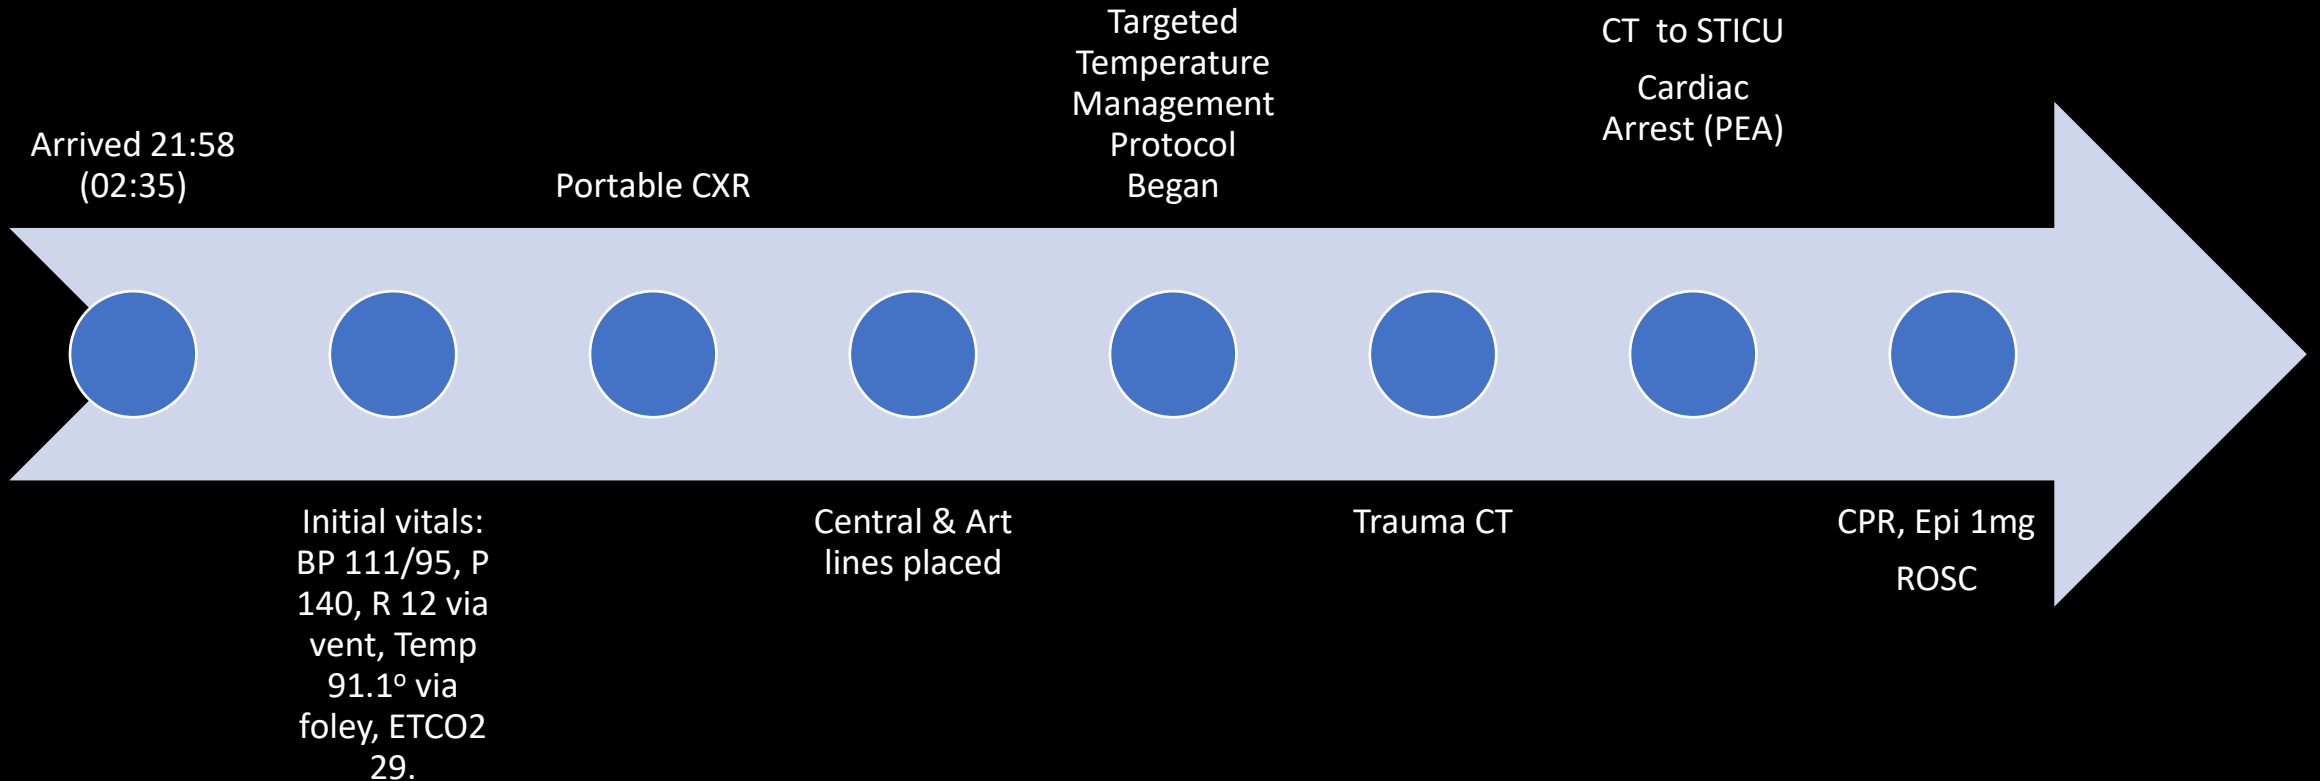 Arrived 21:58
(02:35)
Initial vitals:
BP 111/95, P
140, R 12 via
vent, Temp
91.1º via
foley, ETCO2
29.
Portable CXR
Central & Art
lines placed
Targeted
Temperature
Management
Protocol
Began
Trauma CT
CT  to STICU
Cardiac
Arrest (PEA)
CPR, Epi 1mg
ROSC